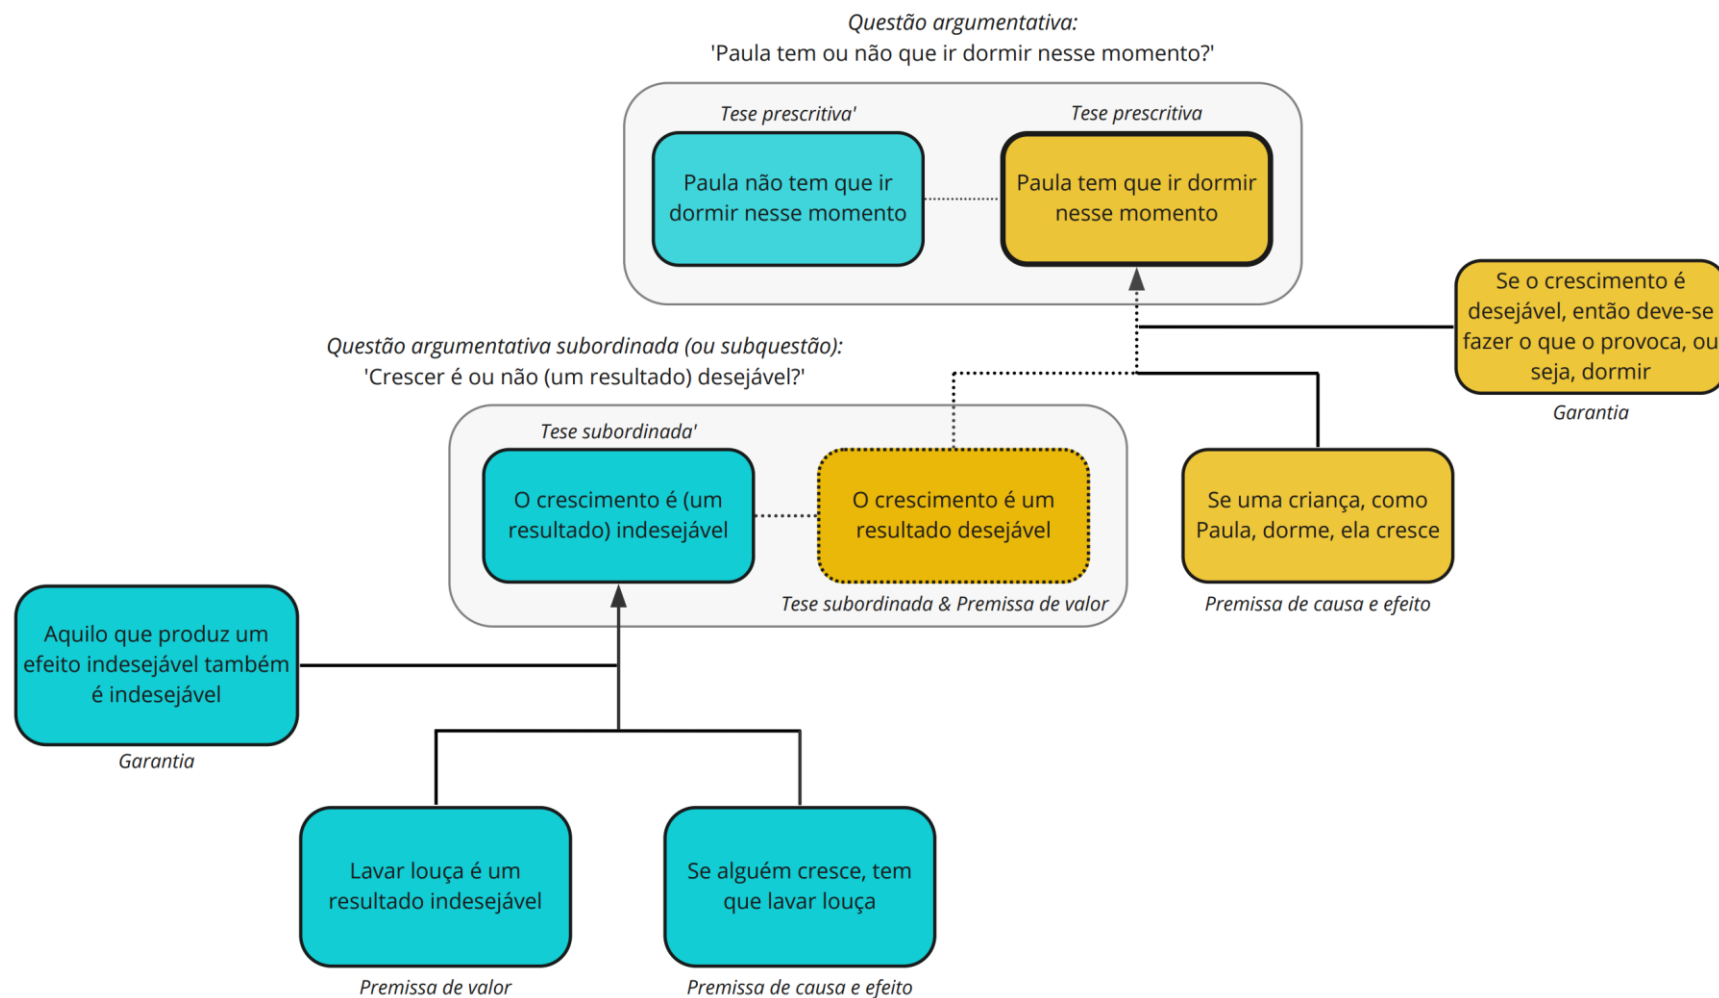 Questão argumentativa:
'Paula tem ou não que ir dormir nesse momento?'
Tese prescritiva'
Tese prescritiva
Paula não tem que ir
dormir nesse momento
Paula tem que ir dormir
nesse momento
Se o crescimento é
desejável, então deve-se
fazer o que o provoca, ou
seja, dormir
Garantia
Questão argumentativa subordinada (ou subquestão):
'Crescer é ou não (um resultado) desejável?'
Tese subordinada'
O crescimento é (um
resultado) indesejável
O crescimento é um
resultado desejável
Tese subordinada & Premissa de valor
Se uma criança, como
Paula, dorme, ela cresce
Premissa de causa e efeito
Aquilo que produz um
efeito indesejável também
é indesejável
Garantia
Lavar louça é um
resultado indesejável
Premissa de valor
Se alguém cresce, tem
que lavar louça
Premissa de causa e efeito